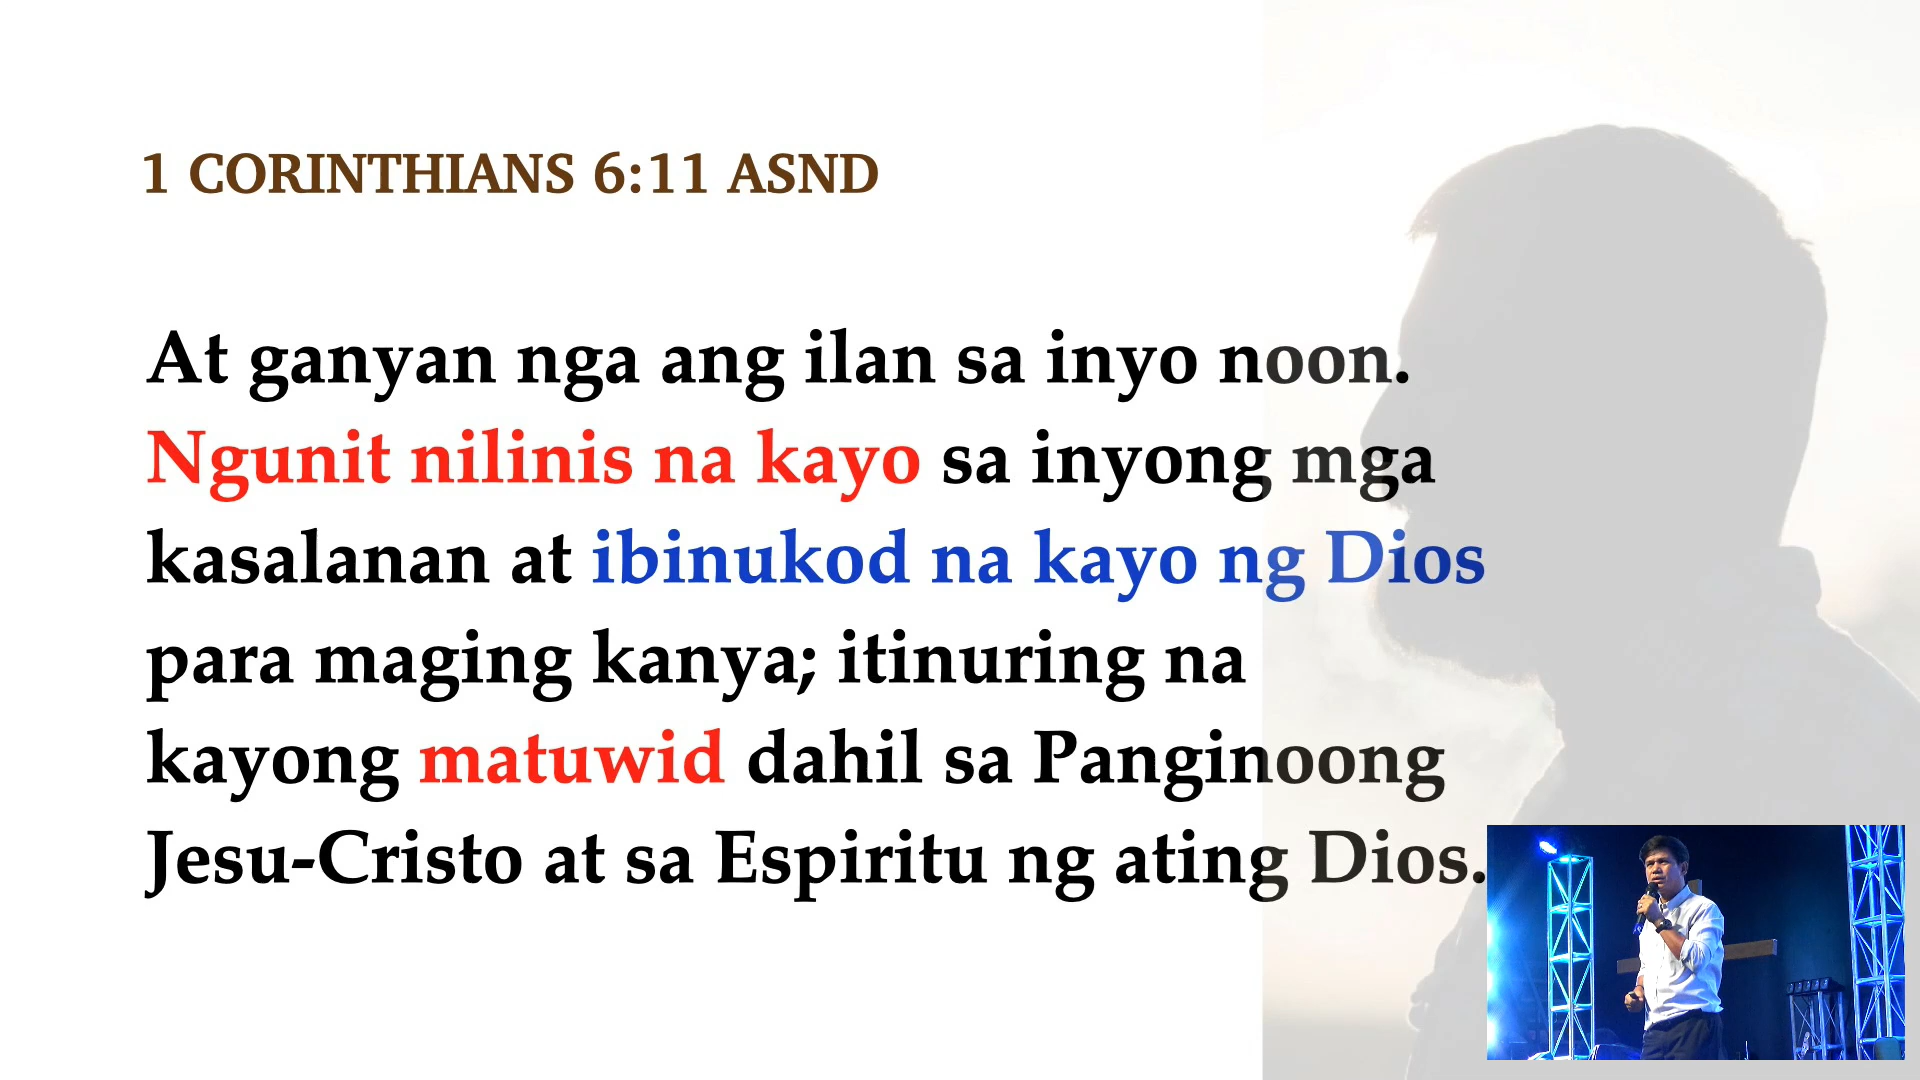 1 CORINTHIANS 6:11 ASND
At ganyan nga ang ilan sa inyo noon.
Ngunit nilinis na kayo sa inyong mga
kasalanan at ibinukod na kayo ng Dios
para maging kanya; itinuring na
kayong matuwid dahil sa Panginoong
Jesu-Cristo at sa Espiritu ng ating Dios.